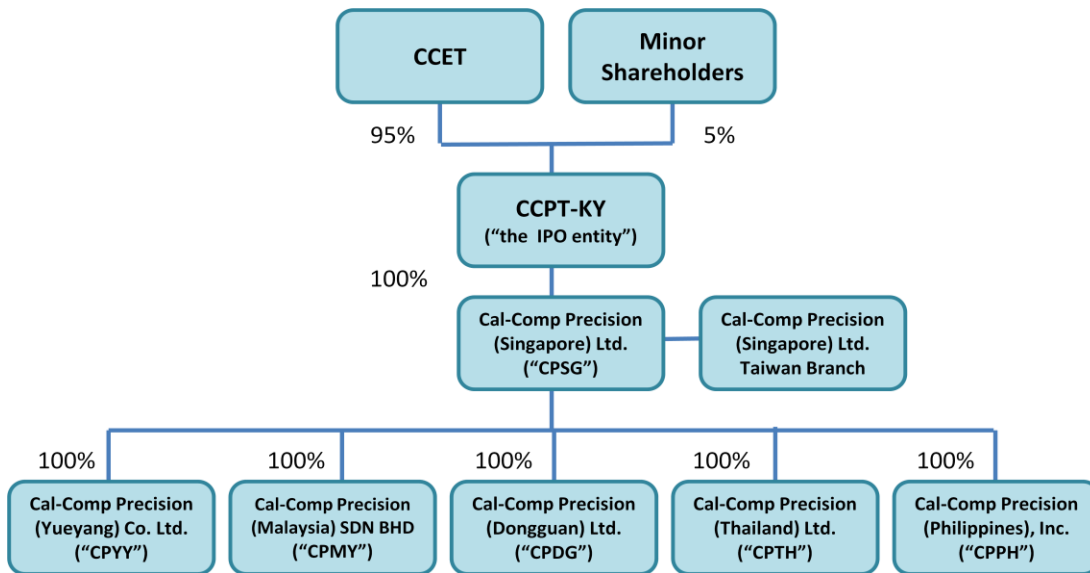 CCET
Minor
Shareholders
95%
5%
CCPT-KY
(“the  IPO entity”)
100%
Cal-Comp Precision
(Singapore) Ltd.
(“CPSG”)
Cal-Comp Precision
(Singapore) Ltd.
Taiwan Branch
100%
100%
100%
100%
100%
Cal-Comp Precision
(Yueyang) Co. Ltd.
(“CPYY”)
Cal-Comp Precision
(Malaysia) SDN BHD
(“CPMY”)
Cal-Comp Precision
(Dongguan) Ltd.
(“CPDG”)
Cal-Comp Precision
(Thailand) Ltd.
(“CPTH”)
Cal-Comp Precision
(Philippines), Inc.
(“CPPH”)